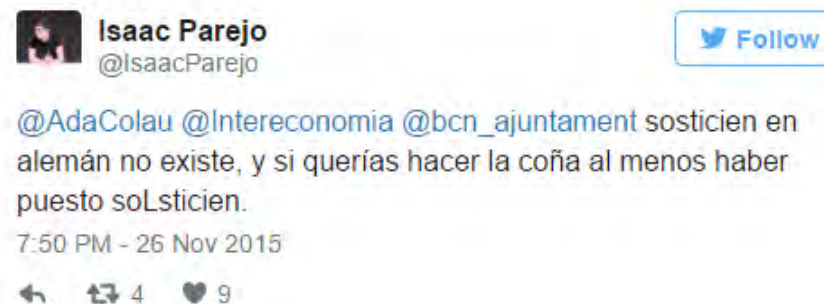 Isaac Parejo
@IsaacParejo
Follow
@AdaColau @Intereconomia @bcn_ajuntament sosticien en
alemán no existe, y si querías hacer la coña al menos haber
puesto soLsticien.
7:50 PM - 26 Nov 2015
4 9